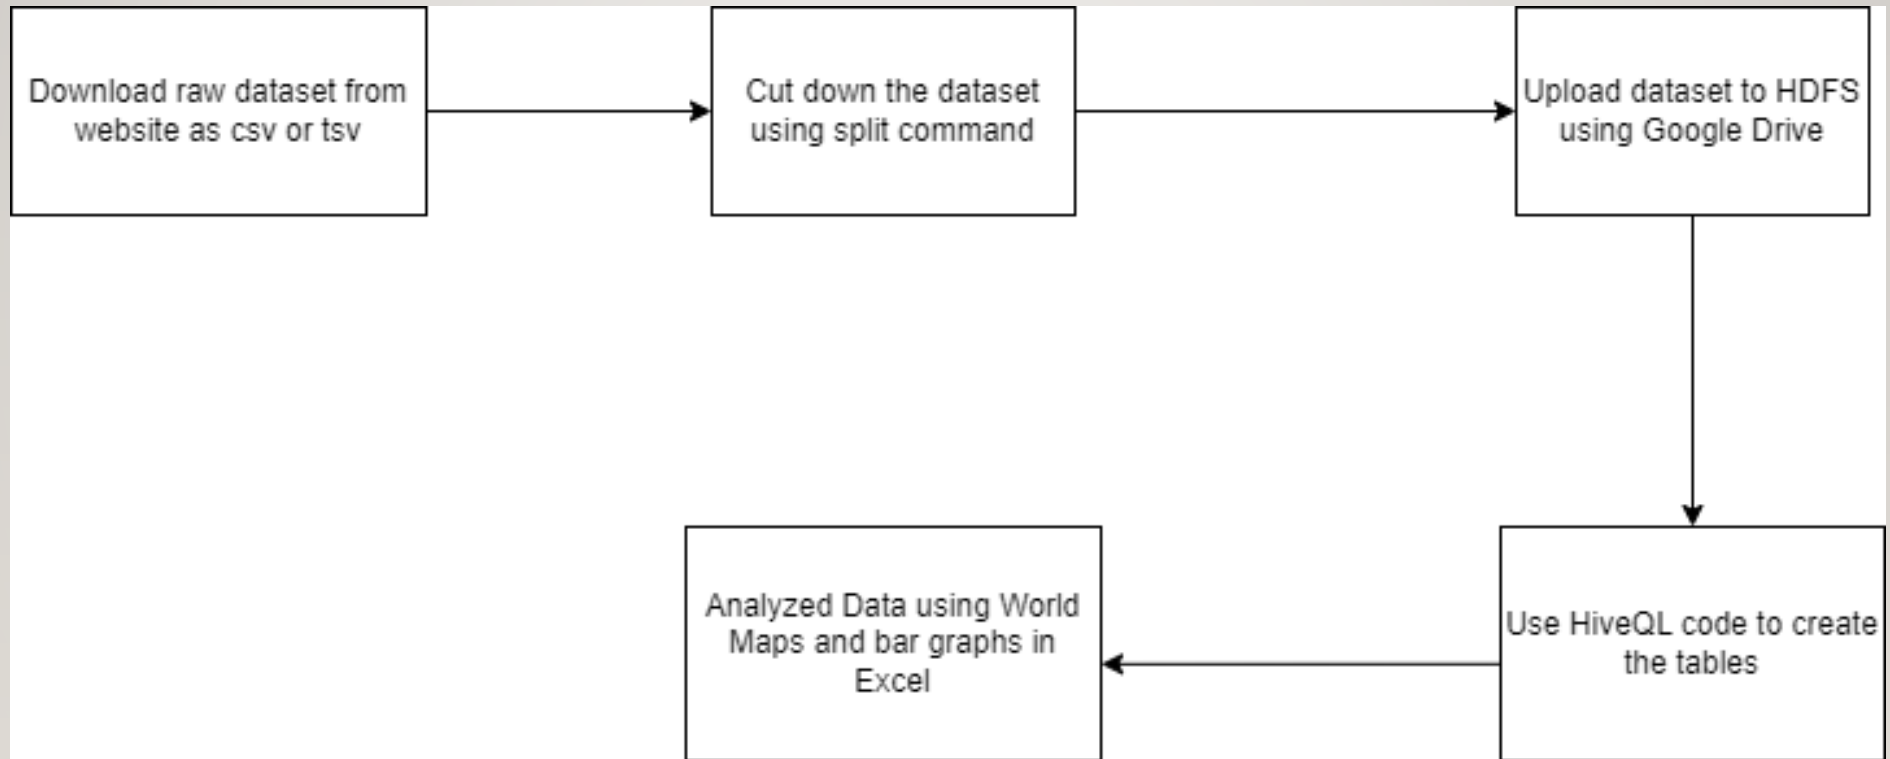 Download raw dataset from
website as csv or tsv
Cut down the dataset
using split command
Upload dataset to HDFS
using Google Drive
Use HiveQL code to create
the tables
Analyzed Data using World
Maps and bar graphs in
Excel